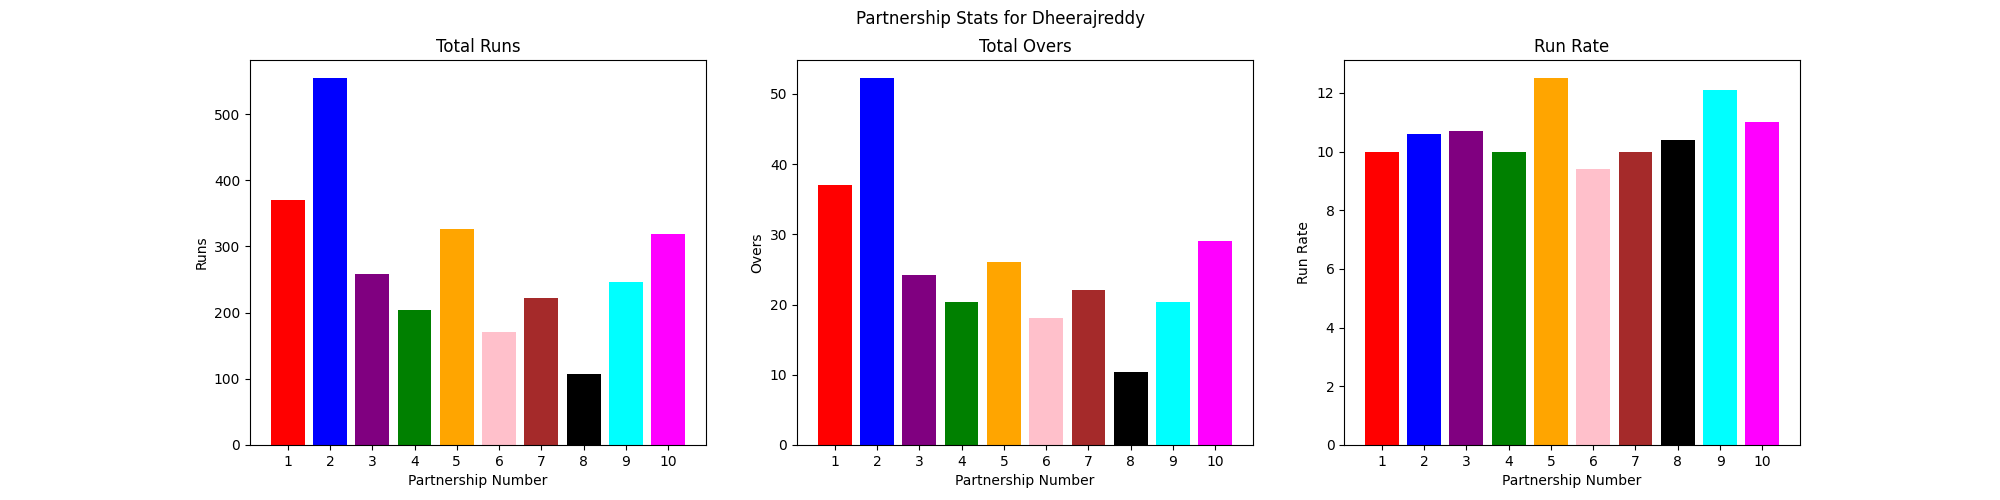 Partnership Stats for Dheerajreddy
Total Runs
Runs
500
400
300
200
100
0
1 2 3 4 5 6 7 8 9 10
Partnership Number
Total Overs
Overs
50
40
30
20
10
0
1 2 3 4 5 6 7 8 9 10
Partnership Number
Run Rate
Run Rate
12
10
8
6
4
2
0
1 2 3 4 5 6 7 8 9 10
Partnership Number